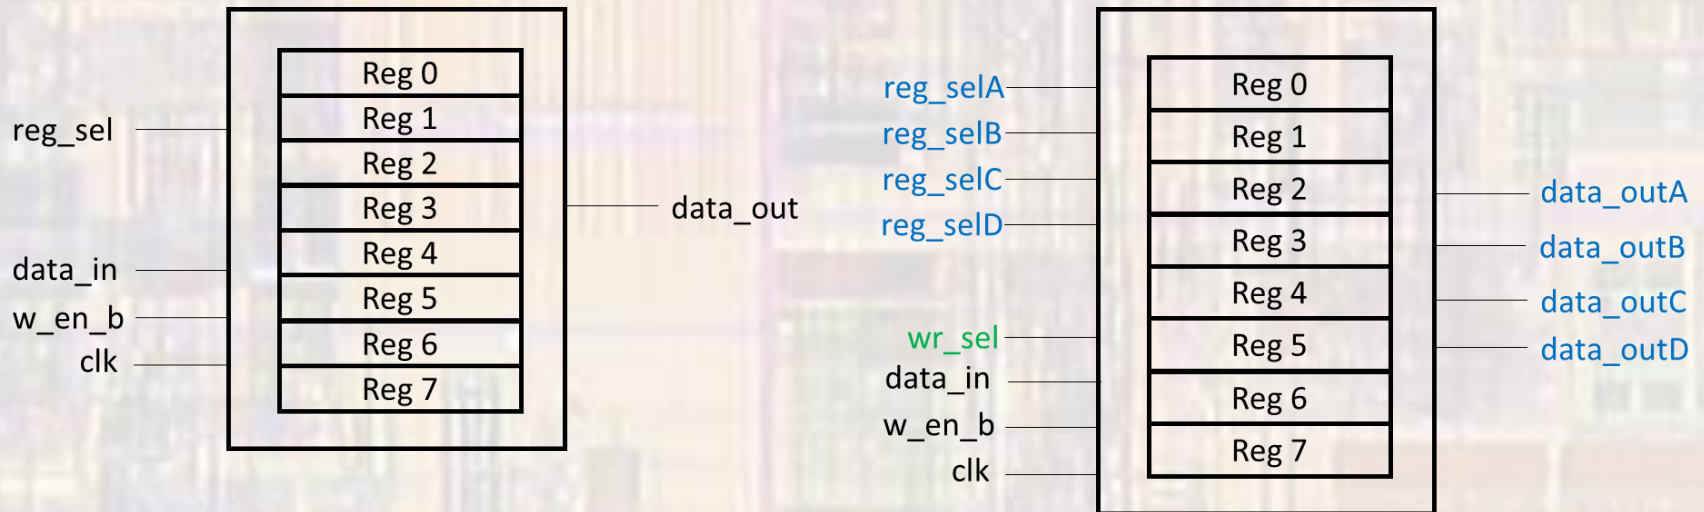 reg_sel
data_in
w_en_b
clk
Reg 0
Reg 1
Reg 2
Reg 3
Reg 4
Reg 5
Reg 6
Reg 7
data_out
reg_selA
reg_selB
reg_selC
reg_selD
wr_sel
data_in
w_en_b
clk
Reg 0
Reg 1
Reg 2
Reg 3
Reg 4
Reg 5
Reg 6
Reg 7
data_outA
data_outB
data_outC
data_outD